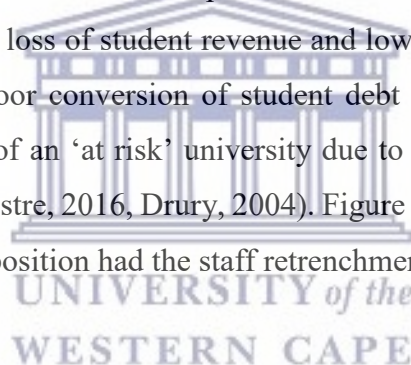 loss of student revenue and low
oor conversion of student debt
of an ‘at risk’ university due to
stre, 2016, Drury, 2004). Figure
position had the staff retrenchmen
UNIVERSITY of the
WESTERN CAPE